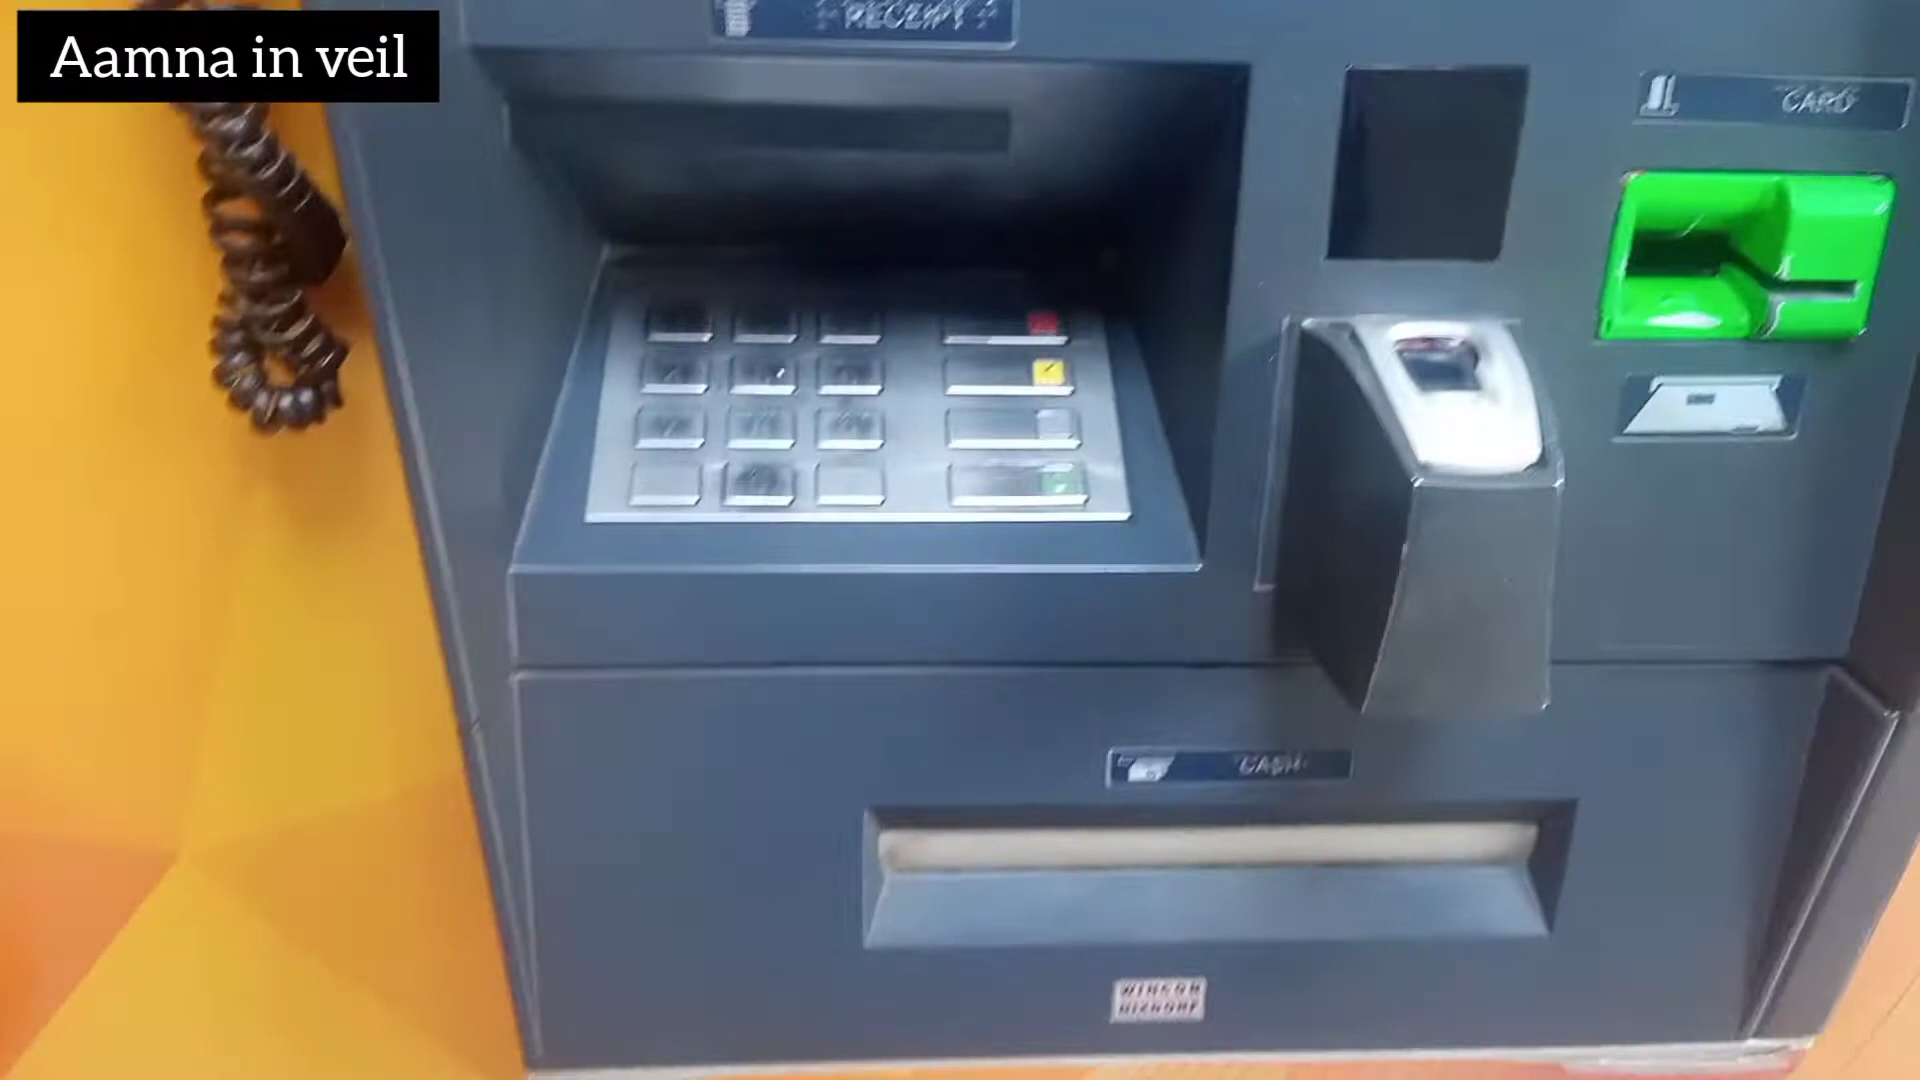 Aamna in veil
RECEIPT
CARD
CASH
WINCOR
NIXDORF